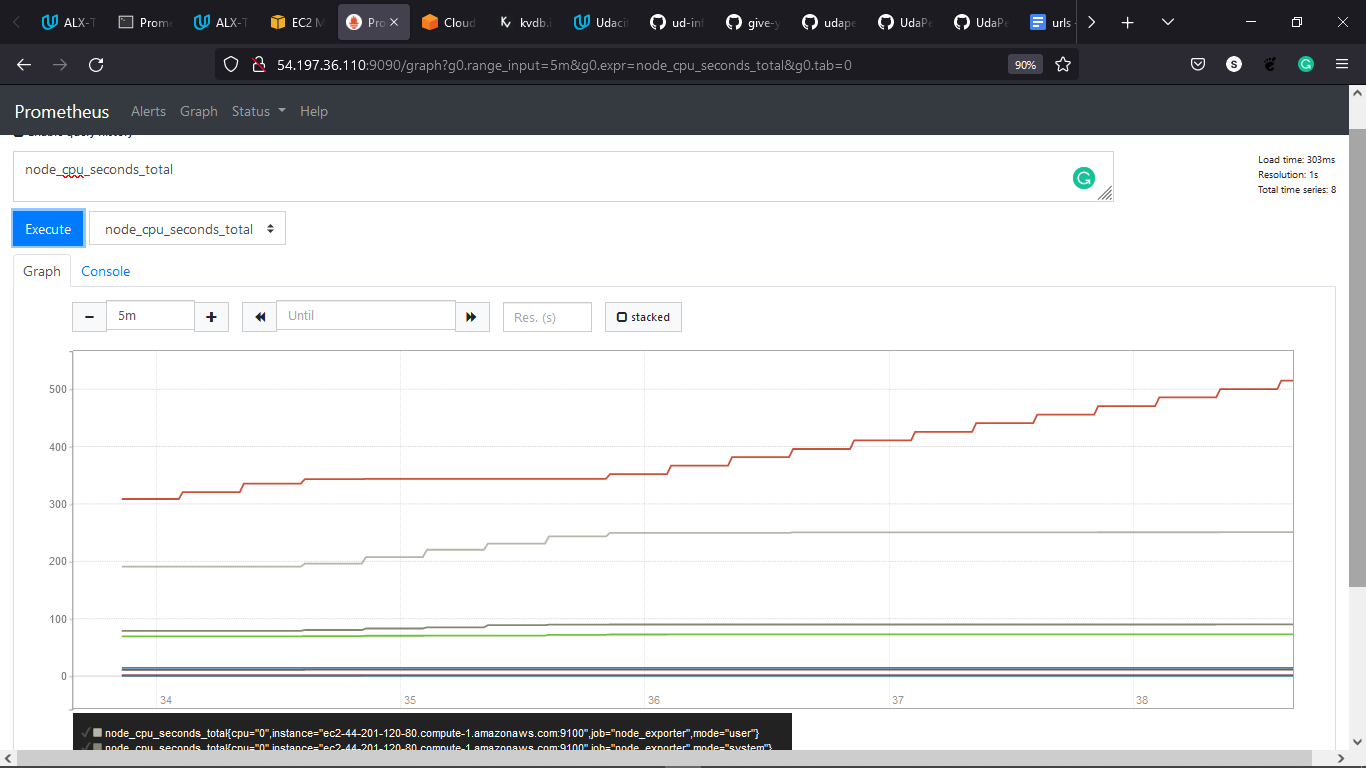 ALX-T
Prome
ALX-T
EC2 M
Pro
Cloud
kvdb.i
Udacit
ud-inf
give-y
udape
UdaPe
UdaPe
urls -
54.197.36.110:9090/graph?g0.range_input=5m&g0.expr=node_cpu_seconds_total&g0.tab=0
90%
S
Prometheus
Alerts
Graph
Status
Help
Enable query history
node_cpu_seconds_total
Load time: 303ms
Resolution: 1s
Total time series: 8
Execute
node_cpu_seconds_total
Graph
Console
5m
Until
Res. (s)
stacked
500
400
300
200
100
0
34
35
36
37
38
node_cpu_seconds_total{cpu="0",instance="ec2-44-201-120-80.compute-1.amazonaws.com:9100",job="node_exporter",mode="user"}
node_cpu_seconds_total{cpu="0",instance="ec2-44-201-120-80.compute-1.amazonaws.com:9100",job="node_exporter",mode="system"}